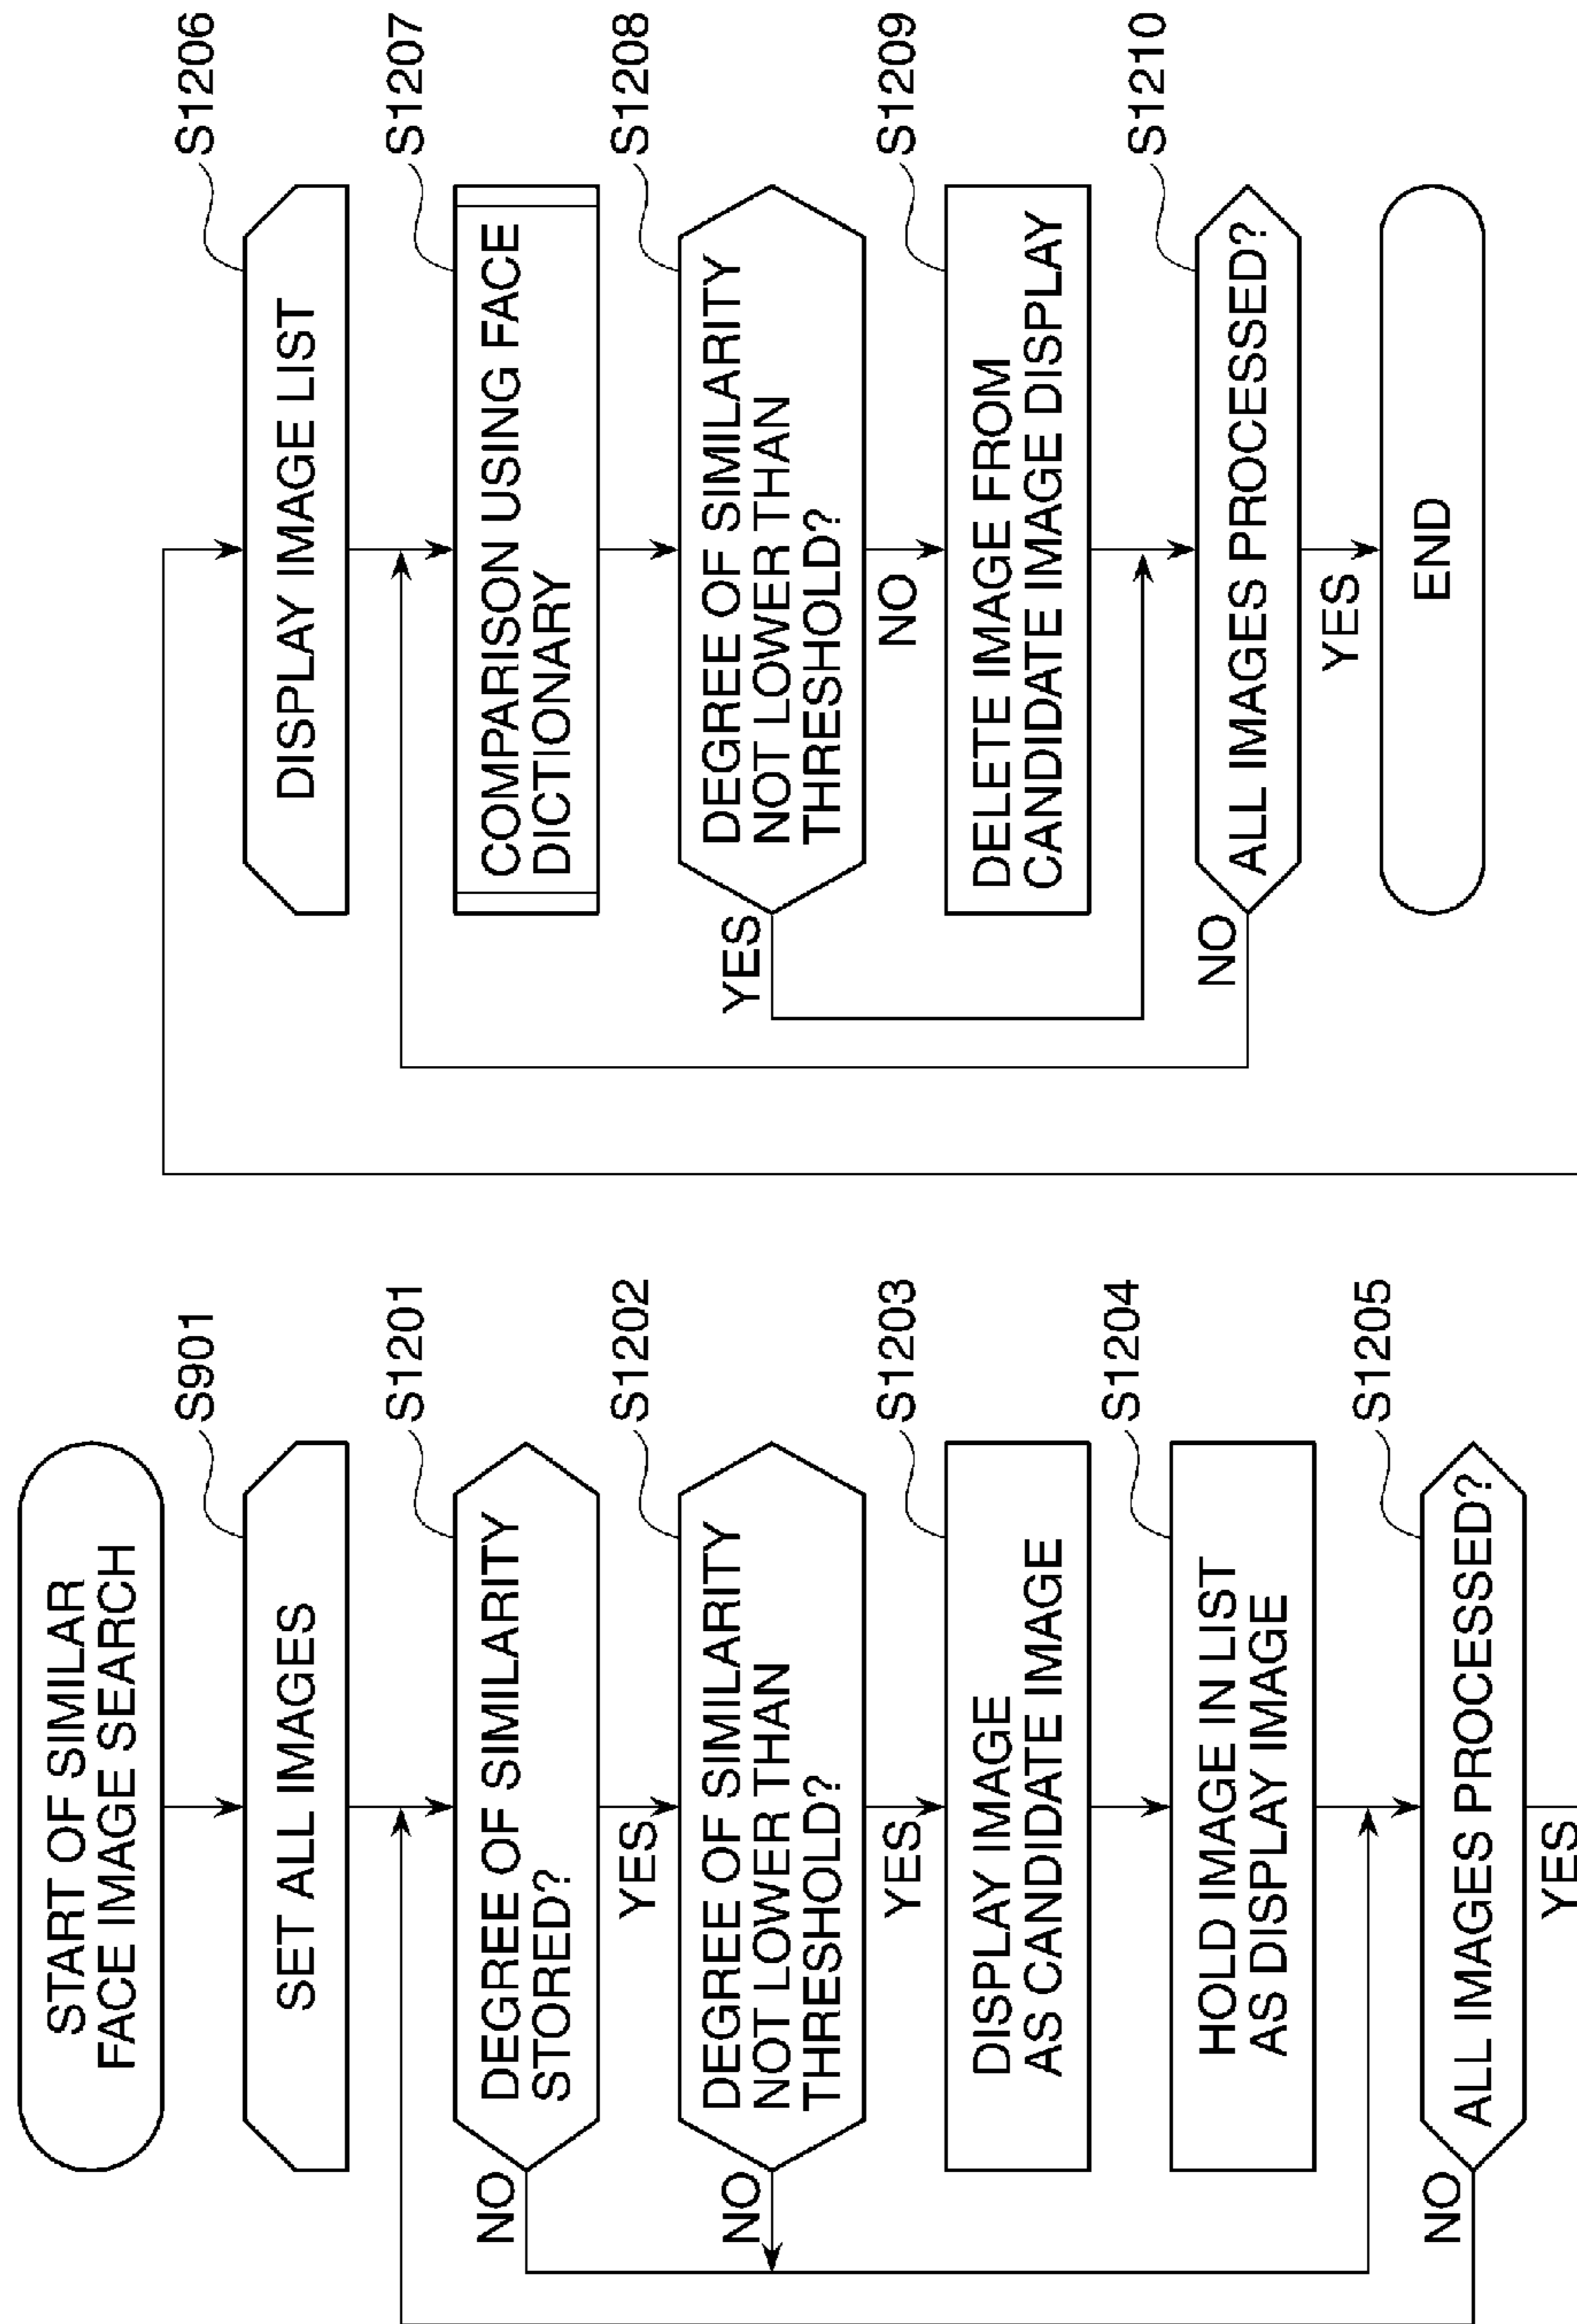 START OF SIMILAR
FACE IMAGE SEARCH
S901
SET ALL IMAGES
S1201
DEGREE OF SIMILARITY
STORED?
NO
YES
S1202
DEGREE OF SIMILARITY
NOT LOWER THAN
THRESHOLD?
NO
YES
S1203
DISPLAY IMAGE
AS CANDIDATE IMAGE
S1204
HOLD IMAGE IN LIST
AS DISPLAY IMAGE
S1205
ALL IMAGES PROCESSED?
NO
YES
S1206
DISPLAY IMAGE LIST
S1207
COMPARISON USING FACE
DICTIONARY
S1208
DEGREE OF SIMILARITY
NOT LOWER THAN
THRESHOLD?
YES
NO
S1209
DELETE IMAGE FROM
CANDIDATE IMAGE DISPLAY
S1210
ALL IMAGES PROCESSED?
NO
YES
END